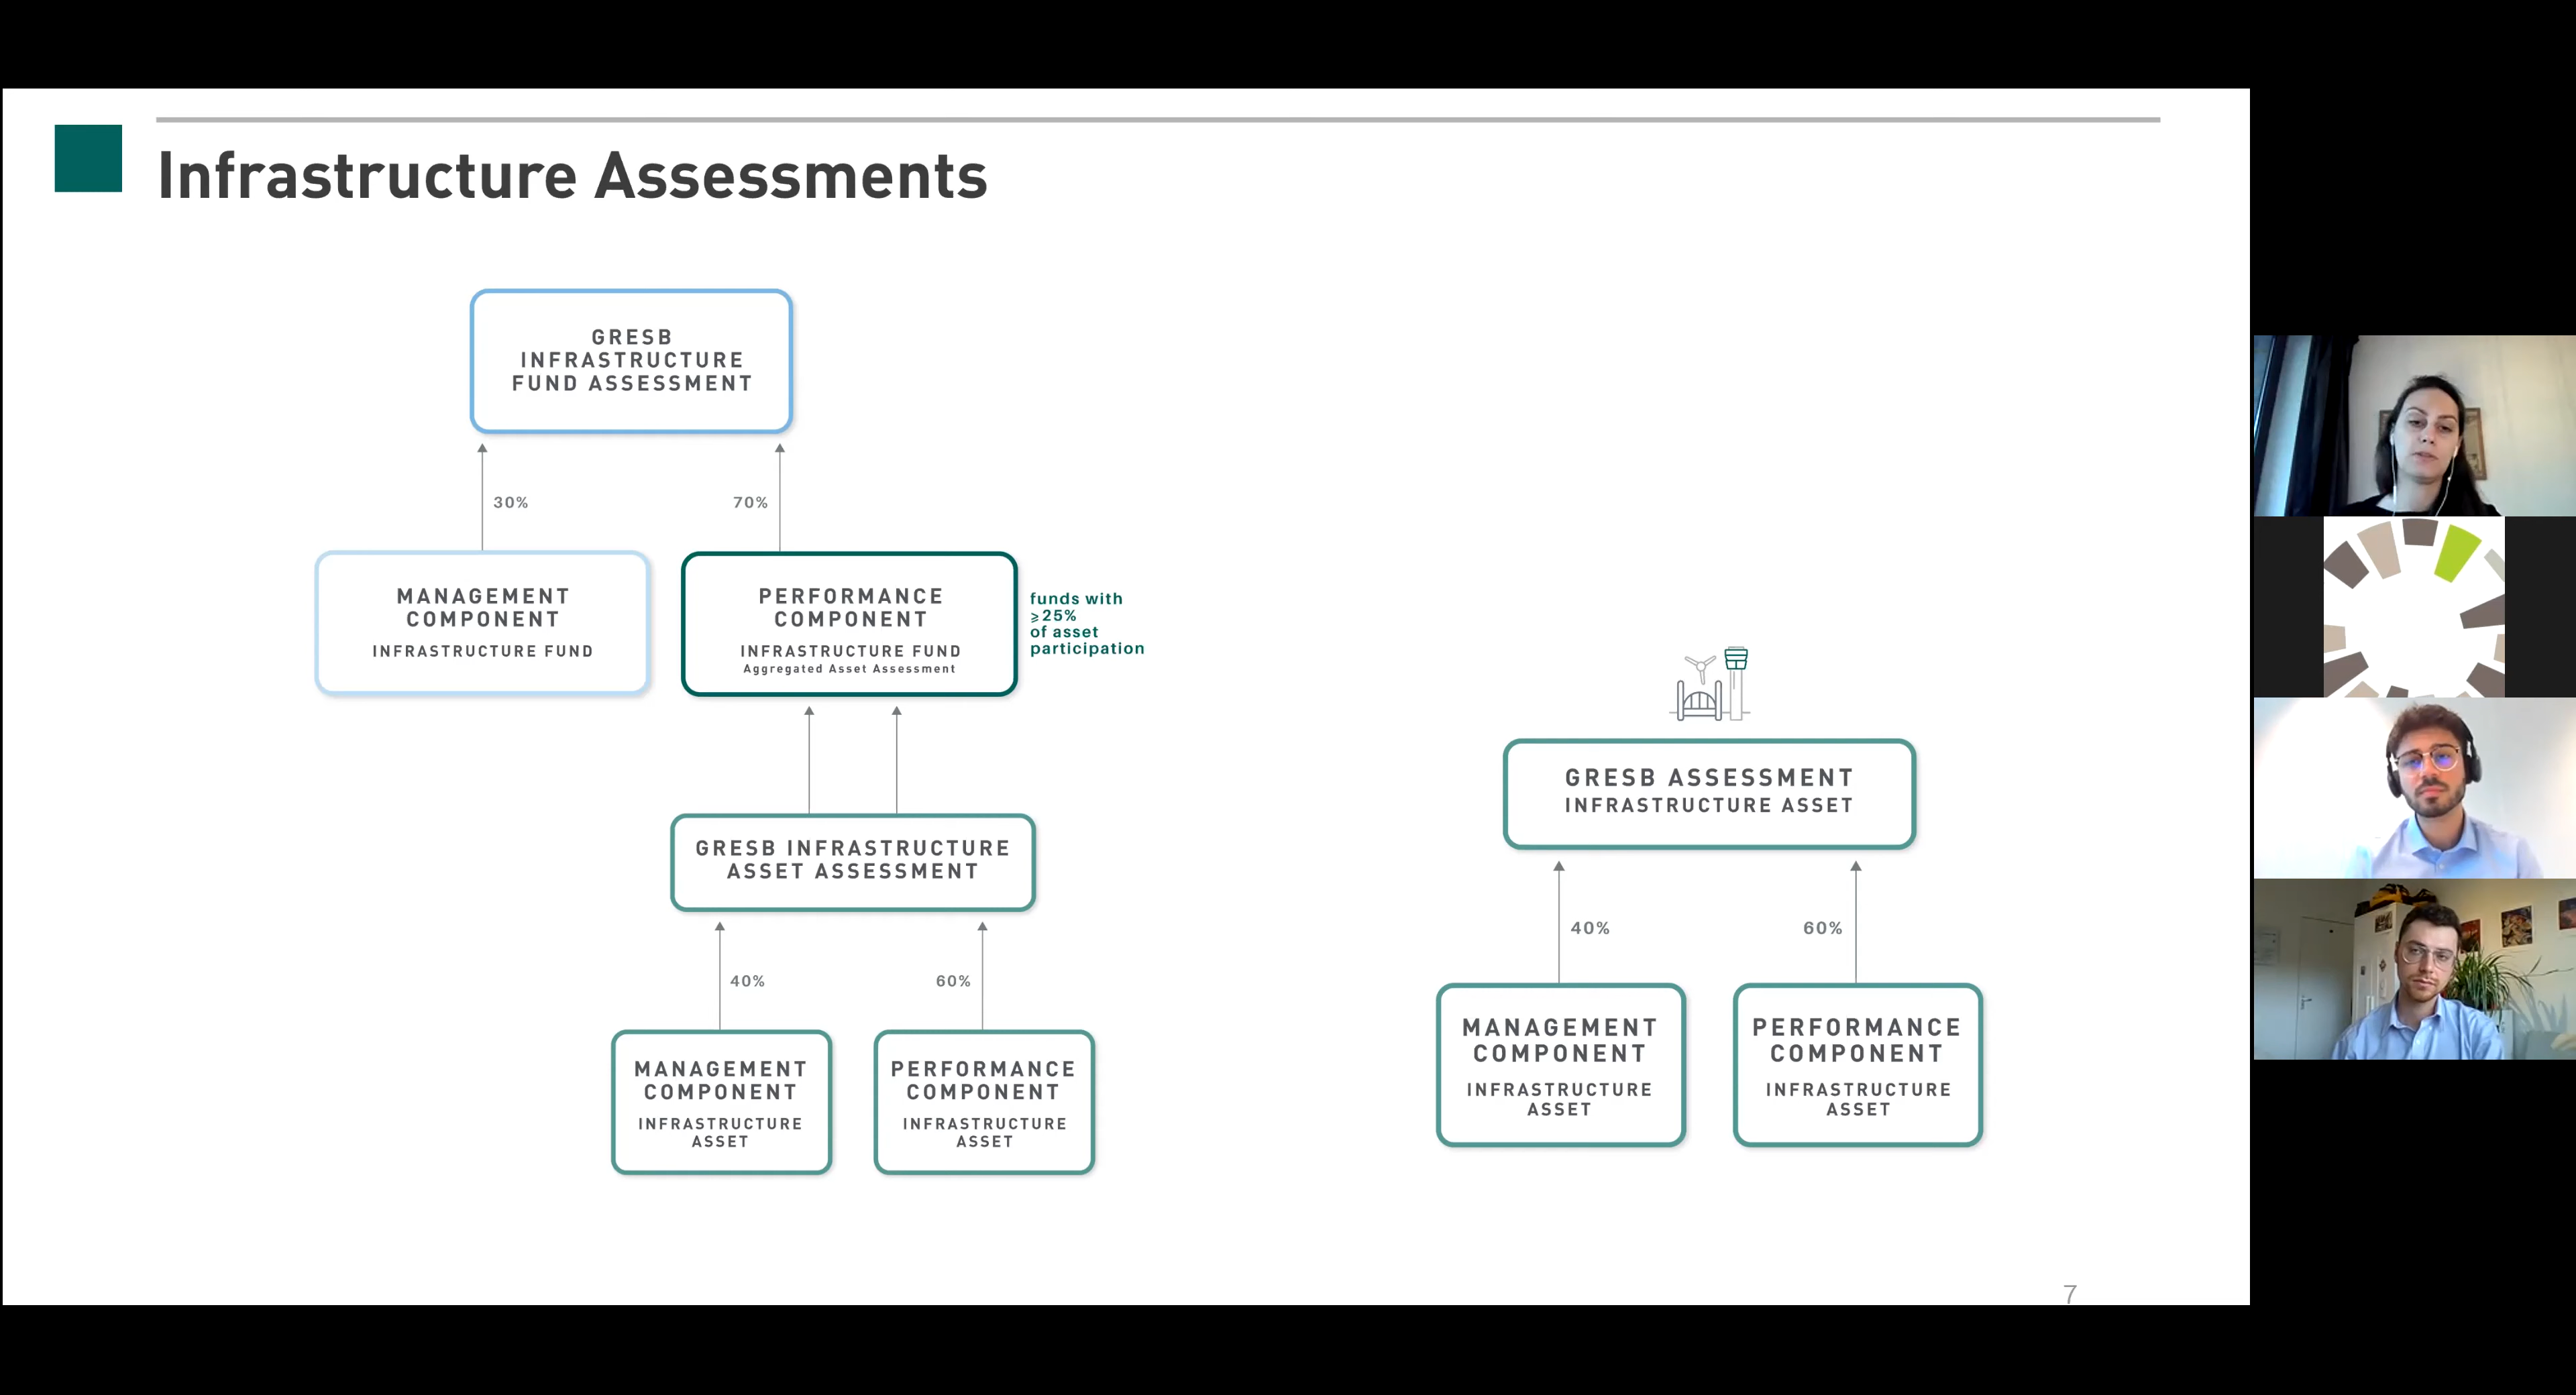 Infrastructure Assessments
GRESB
INFRASTRUCTURE
FUND ASSESSMENT
30%
70%
MANAGEMENT
COMPONENT
INFRASTRUCTURE FUND
PERFORMANCE
COMPONENT
INFRASTRUCTURE FUND
Aggregated Asset Assessment
funds with
⩾25%
of asset
participation
GRESB INFRASTRUCTURE
ASSET ASSESSMENT
40%
60%
MANAGEMENT
COMPONENT
INFRASTRUCTURE
ASSET
PERFORMANCE
COMPONENT
INFRASTRUCTURE
ASSET
GRESB ASSESSMENT
INFRASTRUCTURE ASSET
40%
60%
MANAGEMENT
COMPONENT
INFRASTRUCTURE
ASSET
PERFORMANCE
COMPONENT
INFRASTRUCTURE
ASSET
7